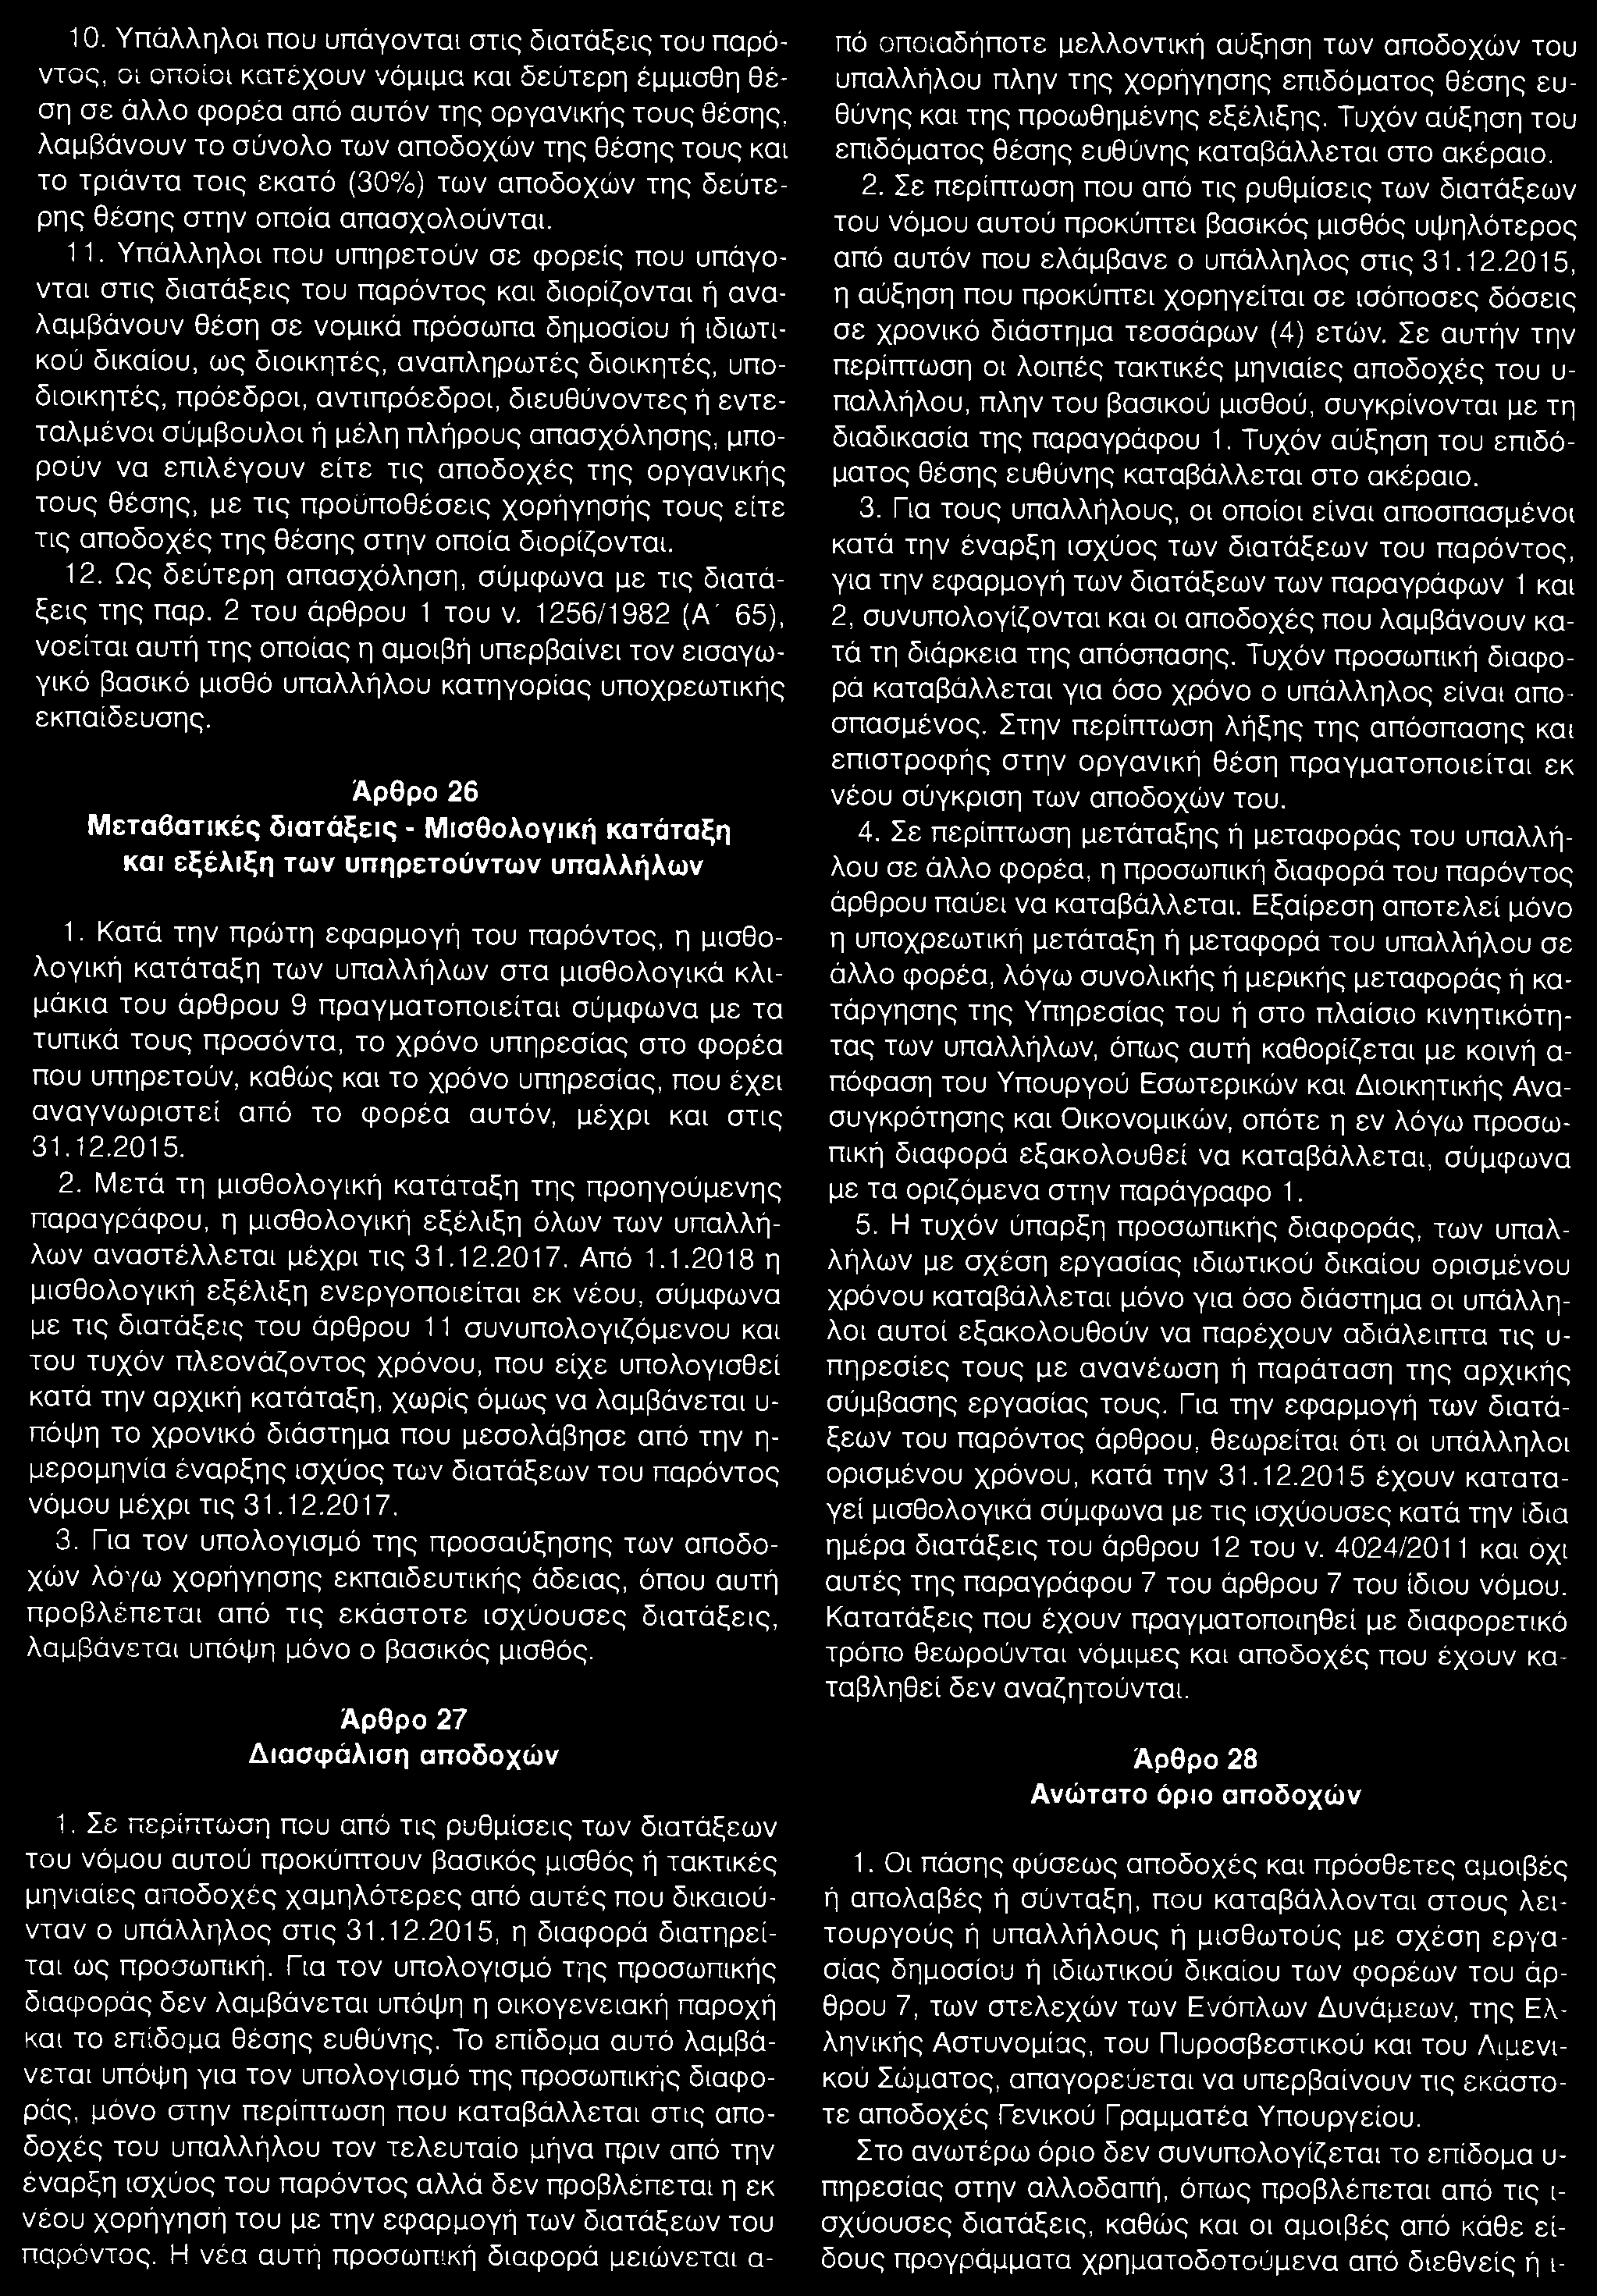 10. Υπάλληλοι που υπάγονται στις διατάξεις του παρό-
ντος, οι οποίοι κατέχουν νόμιμα και δεύτερη έμμισθη θέ-
ση σε άλλο φορέα από αυτόν της οργανικής τους θέσης,
λαμβάνουν το σύνολο των αποδοχών της θέσης τους και
το τριάντα τοις εκατό (30%) των αποδοχών της δεύτε-
ρης θέσης στην οποία απασχολούνται.
11. Υπάλληλοι που υπηρετούν σε φορείς που υπάγο-
νται στις διατάξεις του παρόντος και διορίζονται ή ανα-
λαμβάνουν θέση σε νομικά πρόσωπα δημοσίου ή ιδιωτι-
κού δικαίου, ως διοικητές, αναπληρωτές διοικητές, υπο-
διοικητές, πρόεδροι, αντιπρόεδροι, διευθύνοντες ή εντε-
ταλμένοι σύμβουλοι ή μέλη πλήρους απασχόλησης, μπο-
ρούν να επιλέγουν είτε τις αποδοχές της οργανικής
τους θέσης, με τις προϋποθέσεις χορήγησής τους είτε
τις αποδοχές της θέσης στην οποία διορίζονται.
12. Ως δεύτερη απασχόληση, σύμφωνα με τις διατά-
ξεις της παρ. 2 του άρθρου 1 του ν. 1256/1982 (Α΄ 65),
νοείται αυτή της οποίας η αμοιβή υπερβαίνει τον εισαγω-
γικό βασικό μισθό υπαλλήλου κατηγορίας υποχρεωτικής
εκπαίδευσης.
Άρθρο 26
Μεταβατικές διατάξεις - Μισθολογική κατάταξη
και εξέλιξη των υπηρετούντων υπαλλήλων
1. Κατά την πρώτη εφαρμογή του παρόντος, η μισθο-
λογική κατάταξη των υπαλλήλων στα μισθολογικά κλι-
μάκια του άρθρου 9 πραγματοποιείται σύμφωνα με τα
τυπικά τους προσόντα, το χρόνο υπηρεσίας στο φορέα
που υπηρετούν, καθώς και το χρόνο υπηρεσίας, που έχει
αναγνωριστεί από το φορέα αυτόν, μέχρι και στις
31.12.2015.
2. Μετά τη μισθολογική κατάταξη της προηγούμενης
παραγράφου, η μισθολογική εξέλιξη όλων των υπαλλή-
λων αναστέλλεται μέχρι τις 31.12.2017. Από 1.1.2018 η
μισθολογική εξέλιξη ενεργοποιείται εκ νέου, σύμφωνα
με τις διατάξεις του άρθρου 11 συνυπολογιζόμενου και
του τυχόν πλεονάζοντος χρόνου, που είχε υπολογισθεί
κατά την αρχική κατάταξη, χωρίς όμως να λαμβάνεται υ-
πόψη το χρονικό διάστημα που μεσολάβησε από την η-
μερομηνία έναρξης ισχύος των διατάξεων του παρόντος
νόμου μέχρι τις 31.12.2017.
3. Για τον υπολογισμό της προσαύξησης των αποδο-
χών λόγω χορήγησης εκπαιδευτικής άδειας, όπου αυτή
προβλέπεται από τις εκάστοτε ισχύουσες διατάξεις,
λαμβάνεται υπόψη μόνο ο βασικός μισθός.
Άρθρο 27
Διασφάλιση αποδοχών
1. Σε περίπτωση που από τις ρυθμίσεις των διατάξεων
του νόμου αυτού προκύπτουν βασικός μισθός ή τακτικές
μηνιαίες αποδοχές χαμηλότερες από αυτές που δικαιού-
νταν ο υπάλληλος στις 31.12.2015, η διαφορά διατηρεί-
ται ως προσωπική. Για τον υπολογισμό της προσωπικής
διαφοράς δεν λαμβάνεται υπόψη η οικογενειακή παροχή
και το επίδομα θέσης ευθύνης. Το επίδομα αυτό λαμβά-
νεται υπόψη για τον υπολογισμό της προσωπικής διαφο-
ράς, μόνο στην περίπτωση που καταβάλλεται στις απο-
δοχές του υπαλλήλου τον τελευταίο μήνα πριν από την
έναρξη ισχύος του παρόντος αλλά δεν προβλέπεται η εκ
νέου χορήγησή του με την εφαρμογή των διατάξεων του
παρόντος. Η νέα αυτή προσωπική διαφορά μειώνεται α-
πό οποιαδήποτε μελλοντική αύξηση των αποδοχών του
υπαλλήλου πλην της χορήγησης επιδόματος θέσης ευ-
θύνης και της προωθημένης εξέλιξης. Τυχόν αύξηση του
επιδόματος θέσης ευθύνης καταβάλλεται στο ακέραιο.
2. Σε περίπτωση που από τις ρυθμίσεις των διατάξεων
του νόμου αυτού προκύπτει βασικός μισθός υψηλότερος
από αυτόν που ελάμβανε ο υπάλληλος στις 31.12.2015,
η αύξηση που προκύπτει χορηγείται σε ισόποσες δόσεις
σε χρονικό διάστημα τεσσάρων (4) ετών. Σε αυτήν την
περίπτωση οι λοιπές τακτικές μηνιαίες αποδοχές του υ-
παλλήλου, πλην του βασικού μισθού, συγκρίνονται με τη
διαδικασία της παραγράφου 1. Τυχόν αύξηση του επιδό-
ματος θέσης ευθύνης καταβάλλεται στο ακέραιο.
3. Για τους υπαλλήλους, οι οποίοι είναι αποσπασμένοι
κατά την έναρξη ισχύος των διατάξεων του παρόντος,
για την εφαρμογή των διατάξεων των παραγράφων 1 και
2, συνυπολογίζονται και οι αποδοχές που λαμβάνουν κα-
τά τη διάρκεια της απόσπασης. Τυχόν προσωπική διαφο-
ρά καταβάλλεται για όσο χρόνο ο υπάλληλος είναι απο-
σπασμένος. Στην περίπτωση λήξης της απόσπασης και
επιστροφής στην οργανική θέση πραγματοποιείται εκ
νέου σύγκριση των αποδοχών του.
4. Σε περίπτωση μετάταξης ή μεταφοράς του υπαλλή-
λου σε άλλο φορέα, η προσωπική διαφορά του παρόντος
άρθρου παύει να καταβάλλεται. Εξαίρεση αποτελεί μόνο
η υποχρεωτική μετάταξη ή μεταφορά του υπαλλήλου σε
άλλο φορέα, λόγω συνολικής ή μερικής μεταφοράς ή κα-
τάργησης της Υπηρεσίας του ή στο πλαίσιο κινητικότη-
τας των υπαλλήλων, όπως αυτή καθορίζεται με κοινή α-
πόφαση του Υπουργού Εσωτερικών και Διοικητικής Ανα-
συγκρότησης και Οικονομικών, οπότε η εν λόγω προσω-
πική διαφορά εξακολουθεί να καταβάλλεται, σύμφωνα
με τα οριζόμενα στην παράγραφο 1.
5. Η τυχόν ύπαρξη προσωπικής διαφοράς, των υπαλ-
λήλων με σχέση εργασίας ιδιωτικού δικαίου ορισμένου
χρόνου καταβάλλεται μόνο για όσο διάστημα οι υπάλλη-
λοι αυτοί εξακολουθούν να παρέχουν αδιάλειπτα τις υ-
πηρεσίες τους με ανανέωση ή παράταση της αρχικής
σύμβασης εργασίας τους. Για την εφαρμογή των διατά-
ξεων του παρόντος άρθρου, θεωρείται ότι οι υπάλληλοι
ορισμένου χρόνου, κατά την 31.12.2015 έχουν κατατα-
γεί μισθολογικά σύμφωνα με τις ισχύουσες κατά την ίδια
ημέρα διατάξεις του άρθρου 12 του ν. 4024/2011 και όχι
αυτές της παραγράφου 7 του άρθρου 7 του ίδιου νόμου.
Κατατάξεις που έχουν πραγματοποιηθεί με διαφορετικό
τρόπο θεωρούνται νόμιμες και αποδοχές που έχουν κα-
ταβληθεί δεν αναζητούνται.
Άρθρο 28
Ανώτατο όριο αποδοχών
1. Οι πάσης φύσεως αποδοχές και πρόσθετες αμοιβές
ή απολαβές ή σύνταξη, που καταβάλλονται στους λει-
τουργούς ή υπαλλήλους ή μισθωτούς με σχέση εργα-
σίας δημοσίου ή ιδιωτικού δικαίου των φορέων του άρ-
θρου 7, των στελεχών των Ενόπλων Δυνάμεων, της Ελ-
ληνικής Αστυνομίας, του Πυροσβεστικού και του Λιμενι-
κού Σώματος, απαγορεύεται να υπερβαίνουν τις εκάστο-
τε αποδοχές Γενικού Γραμματέα Υπουργείου.
Στο ανωτέρω όριο δεν συνυπολογίζεται το επίδομα υ-
πηρεσίας στην αλλοδαπή, όπως προβλέπεται από τις ι-
σχύουσες διατάξεις, καθώς και οι αμοιβές από κάθε εί-
δους προγράμματα χρηματοδοτούμενα από διεθνείς ή ι-